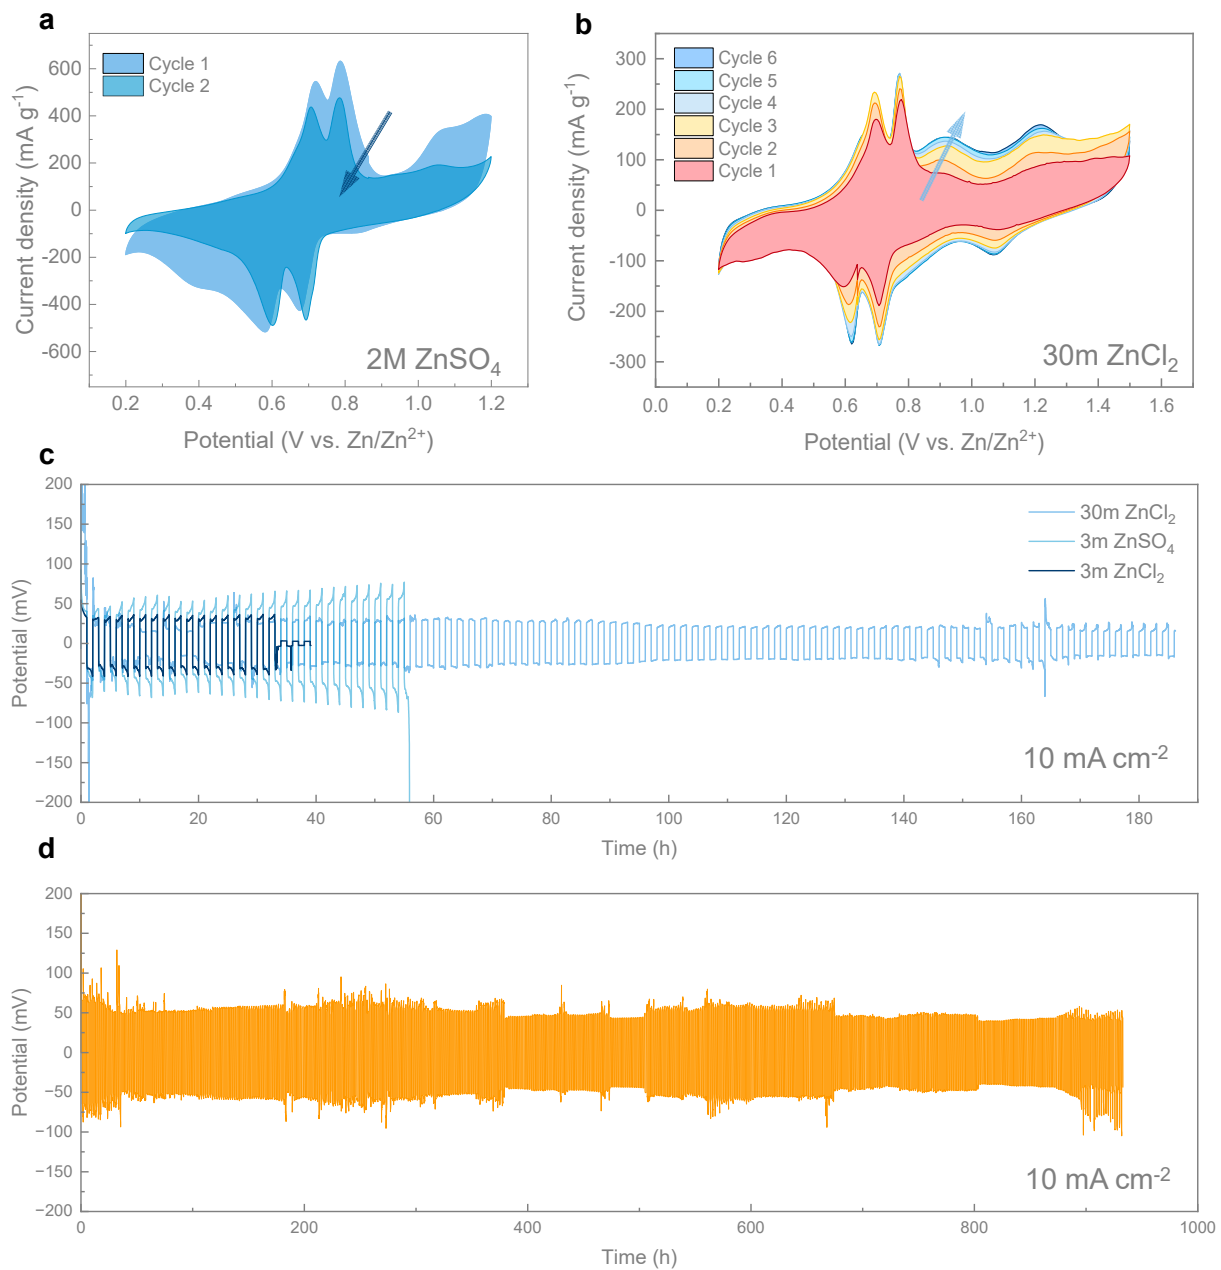 a
Cycle 1
Cycle 2
600
400
200
0
-200
-400
-600
0.2
0.4
0.6
0.8
1.0
1.2
Current density (mA g⁻¹)
2M ZnSO₄
Potential (V vs. Zn/Zn²⁺)
b
Cycle 6
Cycle 5
Cycle 4
Cycle 3
Cycle 2
Cycle 1
300
200
100
0
-100
-200
-300
0.0
0.2
0.4
0.6
0.8
1.0
1.2
1.4
1.6
Current density (mA g⁻¹)
30m ZnCl₂
Potential (V vs. Zn/Zn²⁺)
c
200
150
100
50
0
−50
−100
−150
−200
Potential (mV)
30m ZnCl₂
3m ZnSO₄
3m ZnCl₂
10 mA cm⁻²
0
20
40
60
80
100
120
140
160
180
Time (h)
d
200
150
100
50
0
−50
−100
−150
−200
Potential (mV)
10 mA cm⁻²
0
200
400
600
800
1000
Time (h)